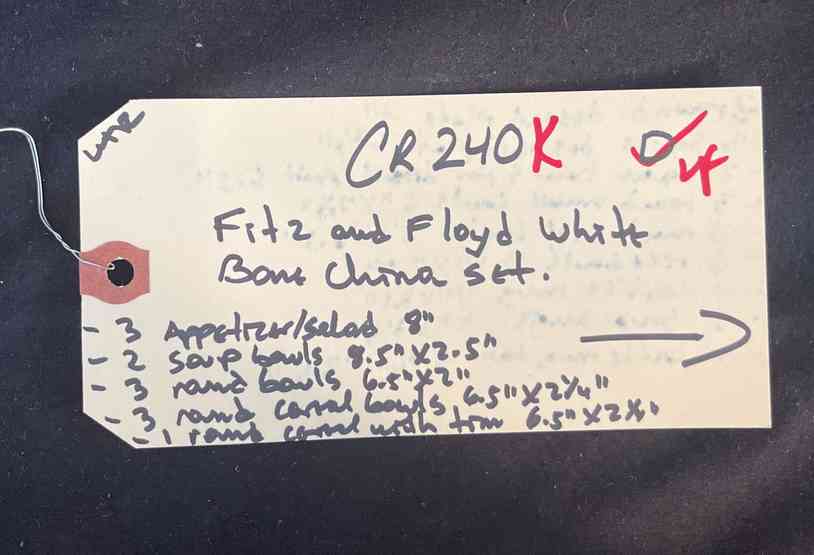 CR 240K
Fitz and Floyd White
Bone China set.
- 3 Appetizer/salad 8"
- 2 soup bowls 8.5" X 2.5"
- 3 round bowls 6.5" X 2"
- 3 round cereal bowls 6.5" X 2 1/4"
- 1 round cereal with trim 6.5" X